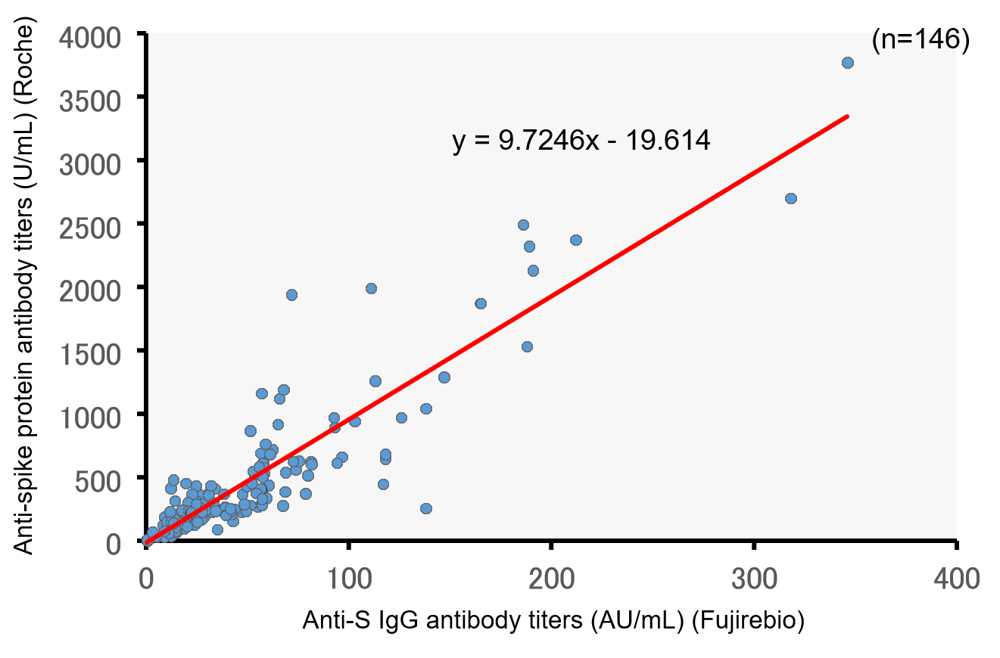 Anti-spike protein antibody titers (U/mL) (Roche)
4000
3500
3000
2500
2000
1500
1000
500
0
(n=146)
y = 9.7246x - 19.614
0 100 200 300 400
Anti-S IgG antibody titers (AU/mL) (Fujirebio)